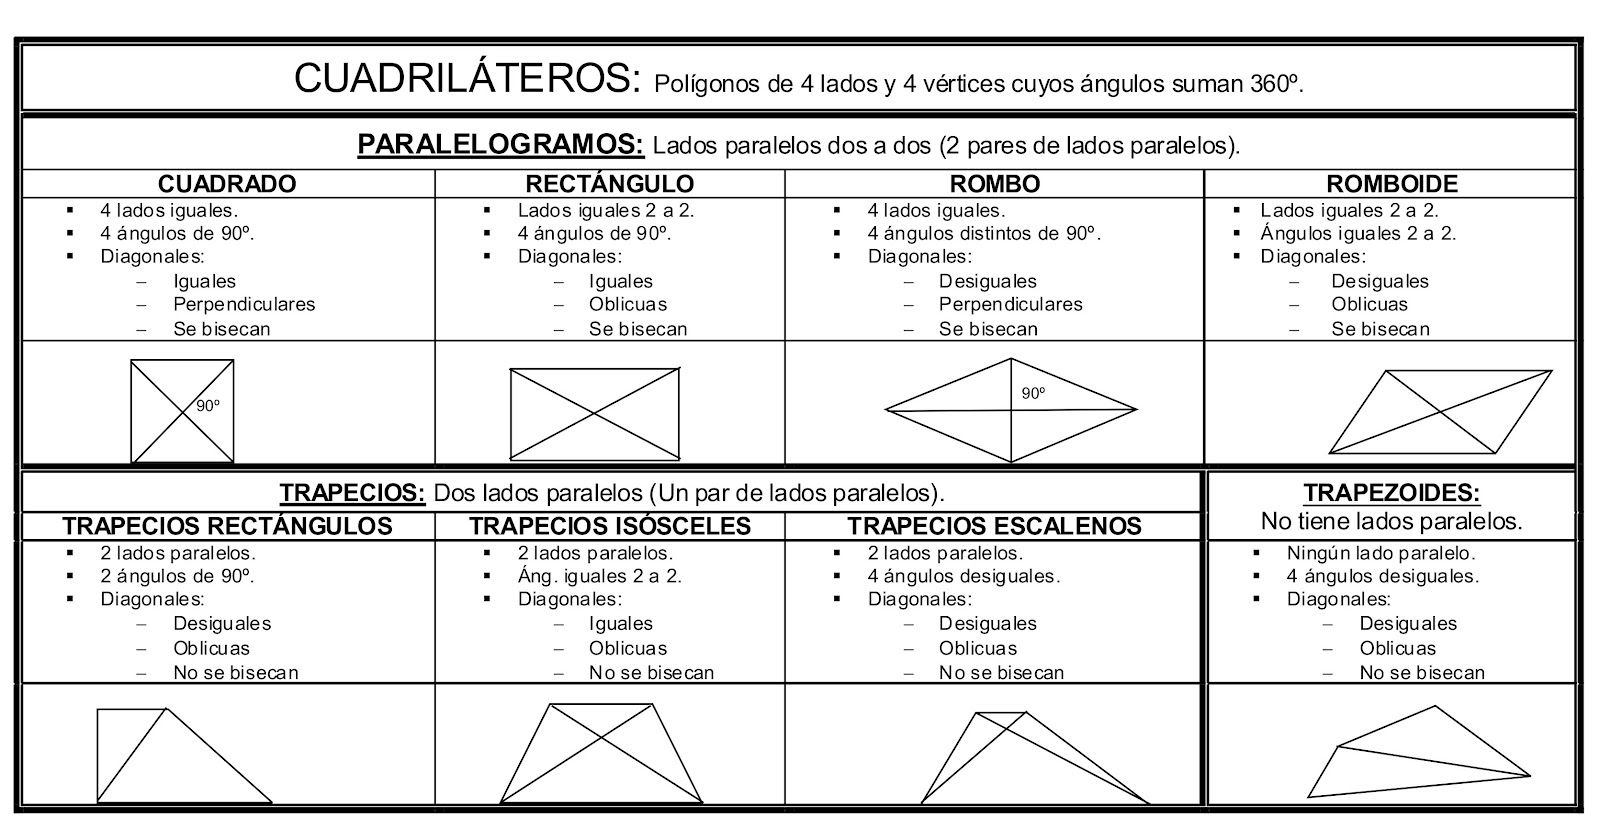 CUADRILÁTEROS: Polígonos de 4 lados y 4 vértices cuyos ángulos suman 360º.
PARALELOGRAMOS: Lados paralelos dos a dos (2 pares de lados paralelos).
CUADRADO
▪ 4 lados iguales.
▪ 4 ángulos de 90º.
▪ Diagonales:
– Iguales
– Perpendiculares
– Se bisecan
90º
RECTÁNGULO
▪ Lados iguales 2 a 2.
▪ 4 ángulos de 90º.
▪ Diagonales:
– Iguales
– Oblicuas
– Se bisecan
ROMBO
▪ 4 lados iguales.
▪ 4 ángulos distintos de 90º.
▪ Diagonales:
– Desiguales
– Perpendiculares
– Se bisecan
90º
ROMBOIDE
▪ Lados iguales 2 a 2.
▪ Ángulos iguales 2 a 2.
▪ Diagonales:
– Desiguales
– Oblicuas
– Se bisecan
TRAPECIOS: Dos lados paralelos (Un par de lados paralelos).
TRAPECIOS RECTÁNGULOS
▪ 2 lados paralelos.
▪ 2 ángulos de 90º.
▪ Diagonales:
– Desiguales
– Oblicuas
– No se bisecan
TRAPECIOS ISÓSCELES
▪ 2 lados paralelos.
▪ Áng. iguales 2 a 2.
▪ Diagonales:
– Iguales
– Oblicuas
– No se bisecan
TRAPECIOS ESCALENOS
▪ 2 lados paralelos.
▪ 4 ángulos desiguales.
▪ Diagonales:
– Desiguales
– Oblicuas
– No se bisecan
TRAPEZOIDES:
No tiene lados paralelos.
▪ Ningún lado paralelo.
▪ 4 ángulos desiguales.
▪ Diagonales:
– Desiguales
– Oblicuas
– No se bisecan